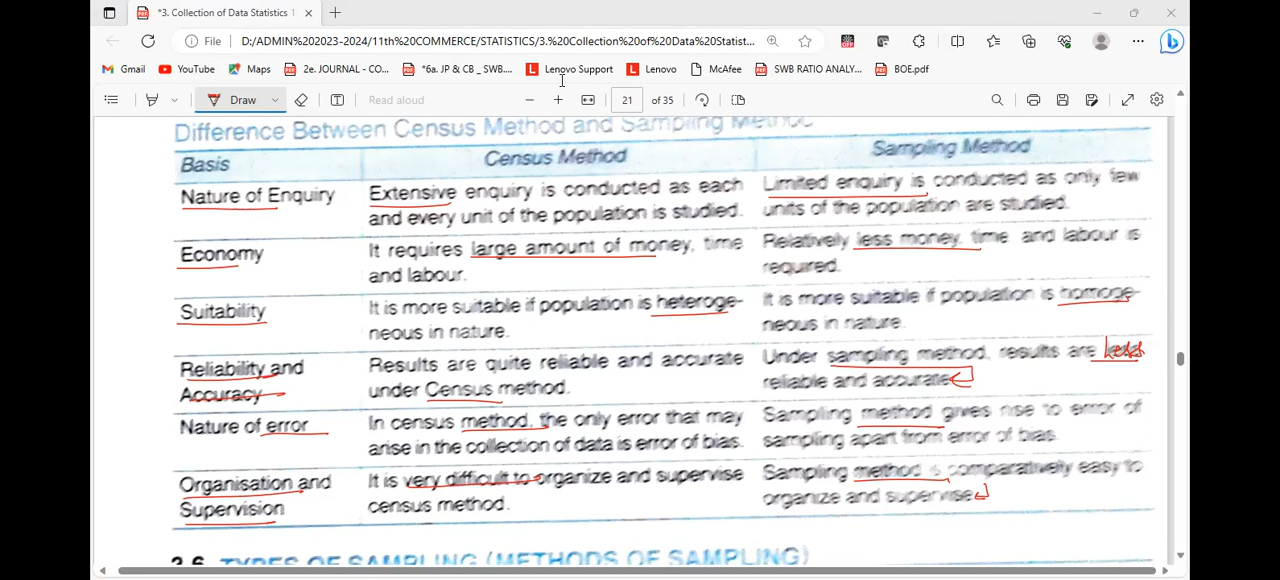 *3. Collection of Data Statistics 1
File D:/ADMIN%202023-2024/11th%20COMMERCE/STATISTICS/3.%20Collection%20of%20Data%20Statist...
Gmail YouTube Maps 2e. JOURNAL - CO... *6a. JP & CB _ SWB.... Lenovo Support Lenovo McAfee SWB RATIO ANALY... BOE.pdf
Draw Read aloud 21 of 35
Difference Between Census Method and Sampling Method
Basis Census Method Sampling Method
Nature of Enquiry Extensive enquiry is conducted as each Limited enquiry is conducted as only few
and every unit of the population is studied. units of the population are studied.
Economy It requires large amount of money, time Relatively less money, time and labour is
and labour. required.
Suitability It is more suitable if population is heteroge- It is more suitable if population is homoge-
neous in nature. neous in nature.
Reliability and Results are quite reliable and accurate Under sampling method, results are Less
Accuracy under Census method. reliable and accurate
Nature of error In census method, the only error that may Sampling method gives rise to error of
arise in the collection of data is error of bias. sampling apart from error of bias.
Organisation and It is very difficult to organize and supervise Sampling method is comparatively easy to
Supervision census method. organize and supervise
3.6 TYPES OF SAMPLING (METHODS OF SAMPLING)